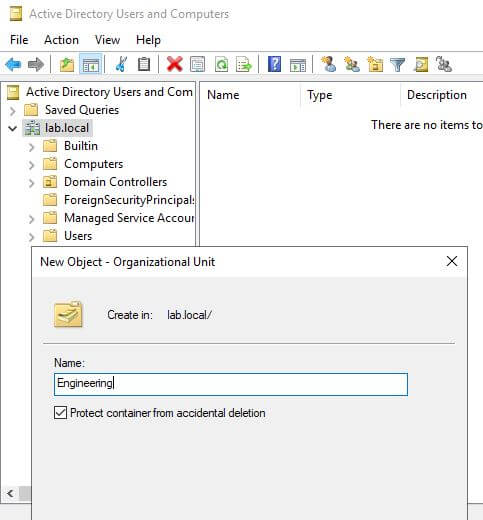 Active Directory Users and Computers
File Action View Help
Active Directory Users and Com
Name Type Description
Saved Queries
There are no items to
lab.local
Builtin
Computers
Domain Controllers
ForeignSecurityPrincipals
Managed Service Accour
Users
New Object - Organizational Unit
Create in: lab.local/
Name:
Engineering
Protect container from accidental deletion